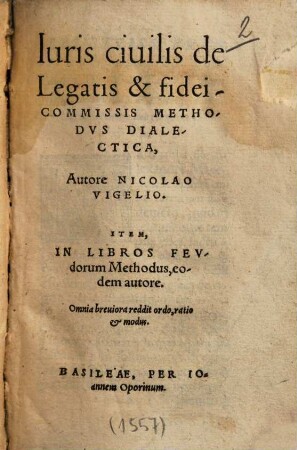 2
Iuris ciuilis de
Legatis & fidei-
COMMISSIS METHO-
DVS DIALE-
CTICA,
Autore NICOLAO
VIGELIO.
ITEM,
IN LIBROS FEV-
dorum Methodus, eo-
dem autore.
Omnia breuiora reddit ordo, ratio
& modus.
BASILEAE, PER IO-
annem Oporinum.
(1557)